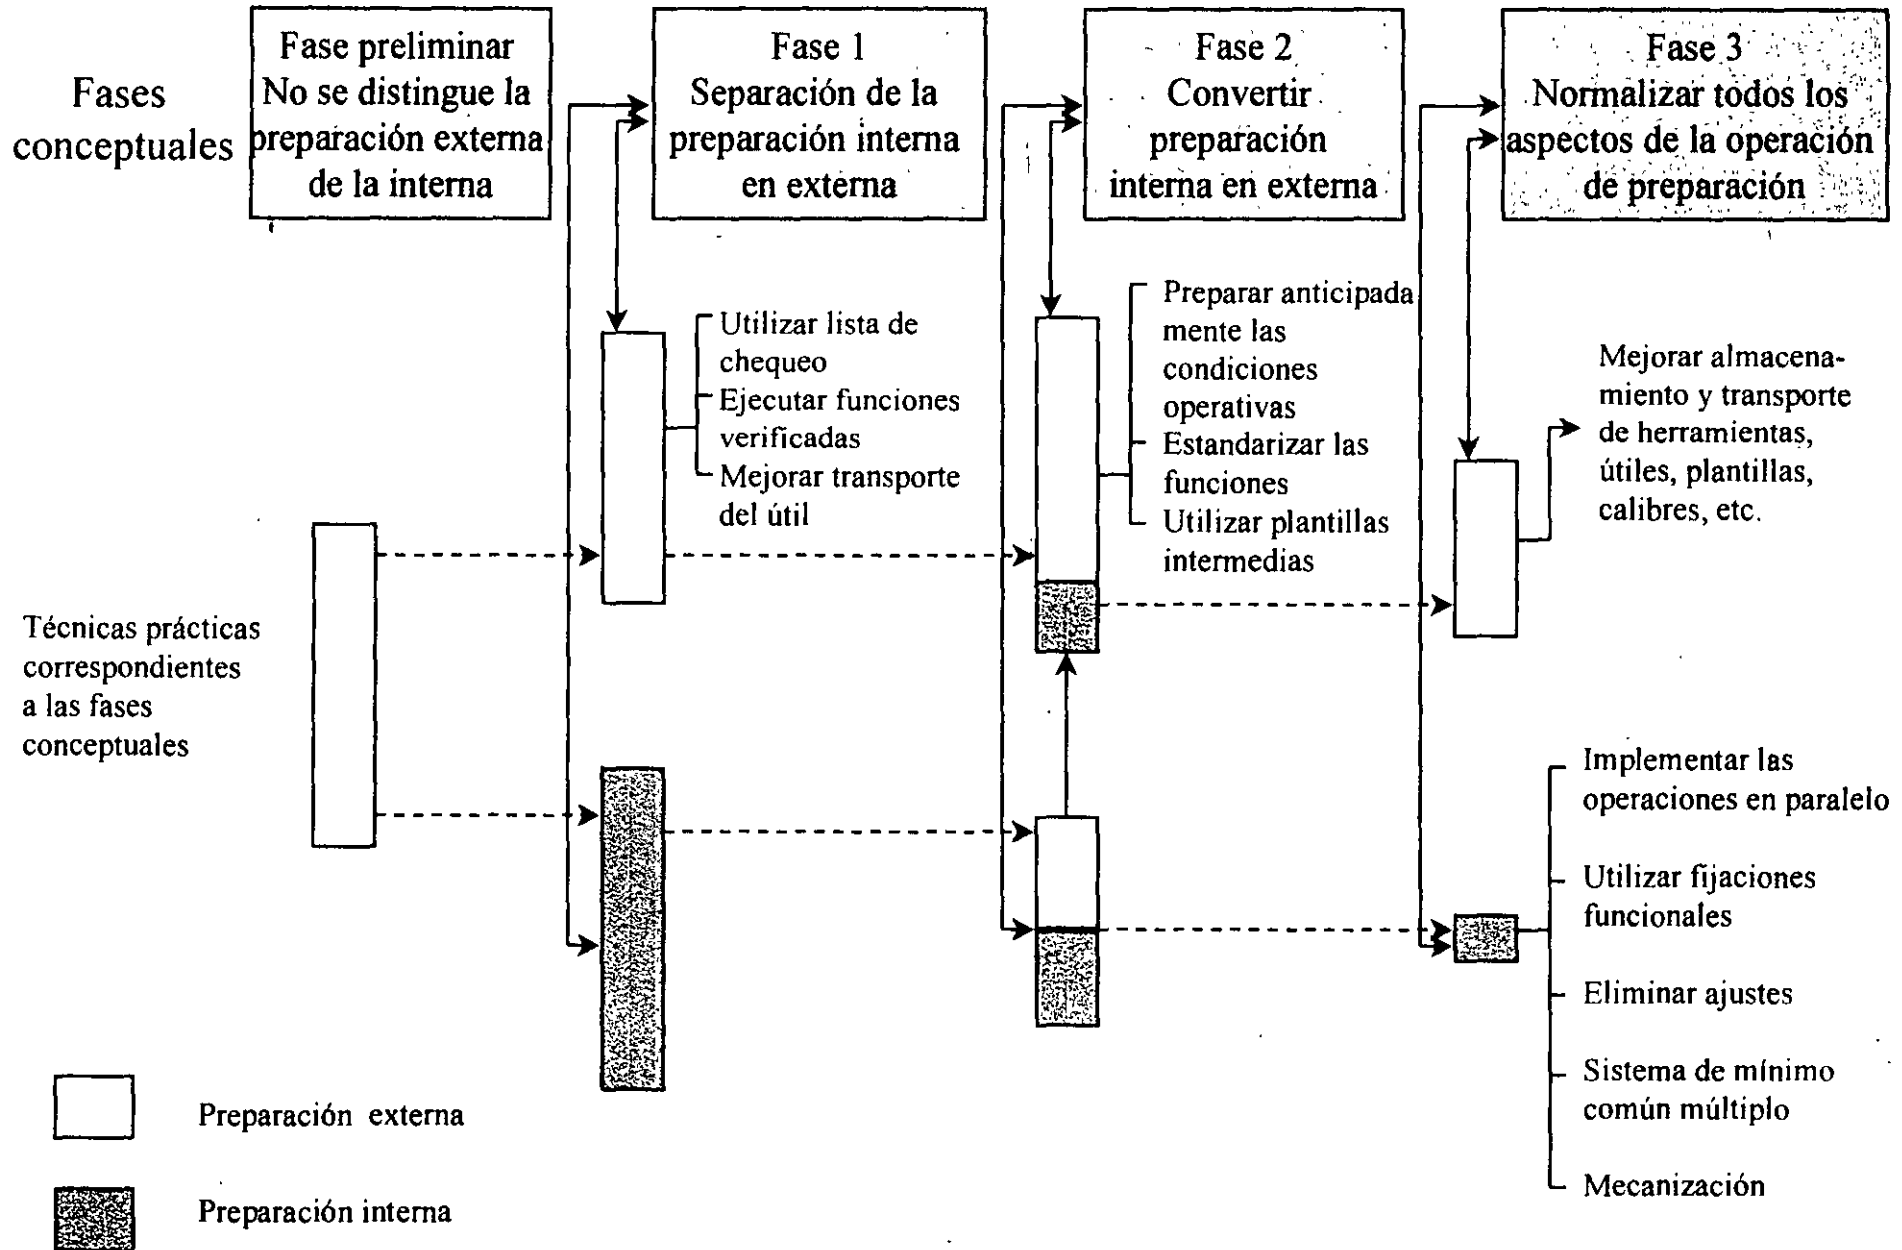 Fases
conceptuales
Fase preliminar
No se distingue la
preparación externa
de la interna
Fase 1
Separación de la
preparación interna
en externa
Fase 2
Convertir
preparación
interna en externa
Fase 3
Normalizar todos los
aspectos de la operación
de preparación
Técnicas prácticas
correspondientes
a las fases
conceptuales
Utilizar lista de
chequeo
Ejecutar funciones
verificadas
Mejorar transporte
del útil
Preparar anticipada
mente las
condiciones
operativas
Estandarizar las
funciones
Utilizar plantillas
intermedias
Mejorar almacena-
miento y transporte
de herramientas,
útiles, plantillas,
calibres, etc.
Implementar las
operaciones en paralelo
Utilizar fijaciones
funcionales
Eliminar ajustes
Sistema de mínimo
común múltiplo
Mecanización
Preparación externa
Preparación interna